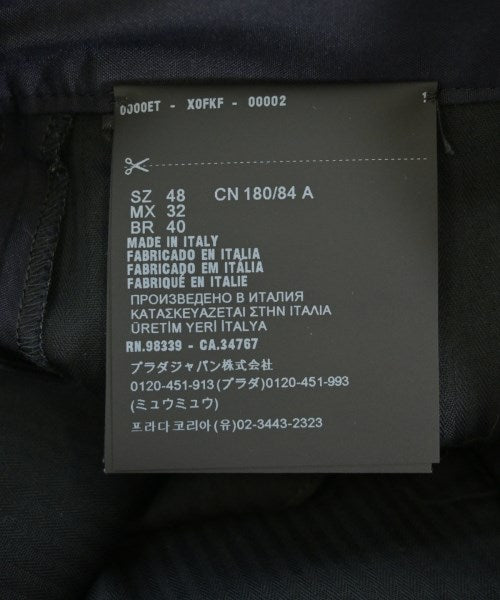 0000ET - X0FKF - 00002
SZ 48 CN 180/84 A
MX 32
BR 40
MADE IN ITALY
FABRICADO EN ITALIA
FABRICADO EM ITÁLIA
FABRIQUÉ EN ITALIE
ПРОИЗВЕДЕНО В ИТАЛИЯ
ΚΑΤΑΣΚΕΥΑΖΕΤΑΙ ΣΤΗΝ ΙΤΑΛΙΑ
ÜRETİM YERİ İTALYA
RN.98339 - CA.34767
プラダジャパン株式会社
0120-451-913(プラダ)0120-451-993
(ミュウミュウ)
프라다코리아(유)02-3443-2323